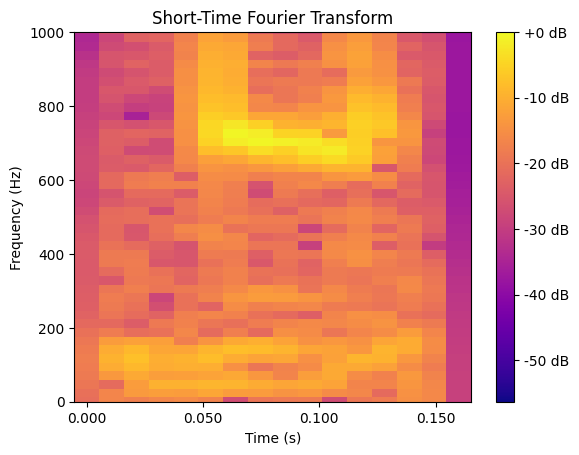 Short-Time Fourier Transform
1000
800
600
400
200
0
Frequency (Hz)
0.000
0.050
0.100
0.150
Time (s)
+0 dB
-10 dB
-20 dB
-30 dB
-40 dB
-50 dB